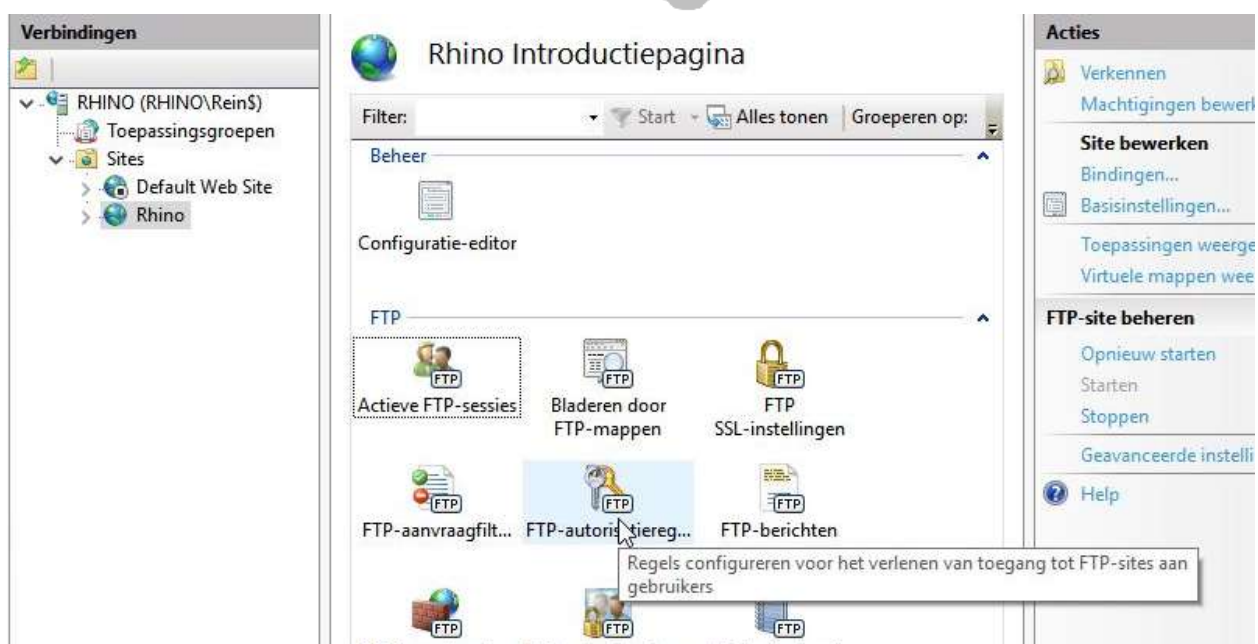 Verbindingen
RHINO (RHINO\Rein$)
Toepassingsgroepen
Sites
Default Web Site
Rhino
Rhino Introductiepagina
Filter:
Start
Alles tonen
Groeperen op:
Beheer
Configuratie-editor
FTP
FTP
Actieve FTP-sessies
FTP
Bladeren door
FTP-mappen
FTP
FTP
SSL-instellingen
FTP
FTP-aanvraagfilt...
FTP
FTP-autorisatiereg...
FTP
FTP-berichten
Regels configureren voor het verlenen van toegang tot FTP-sites aan
gebruikers
FTP
FTP
FTP
Acties
Verkennen
Machtigingen bewerk
Site bewerken
Bindingen...
Basisinstellingen...
Toepassingen weerge
Virtuele mappen wee
FTP-site beheren
Opnieuw starten
Starten
Stoppen
Geavanceerde instelli
Help